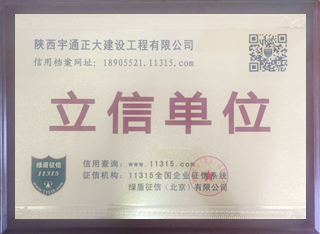 陕西宇通正大建设工程有限公司
信用档案网址：18905521.11315.com
立信单位
绿盾征信
11315
信用查询：www.11315.com
征信机构：11315全国企业征信系统
绿盾征信（北京）有限公司